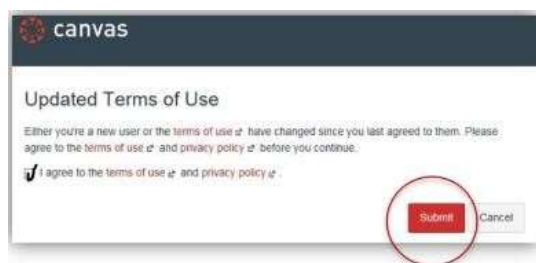 canvas
Updated Terms of Use
Either you're a new user or the terms of use have changed since you last agreed to them. Please
agree to the terms of use and privacy policy before you continue.
I agree to the terms of use and privacy policy.
Submit Cancel